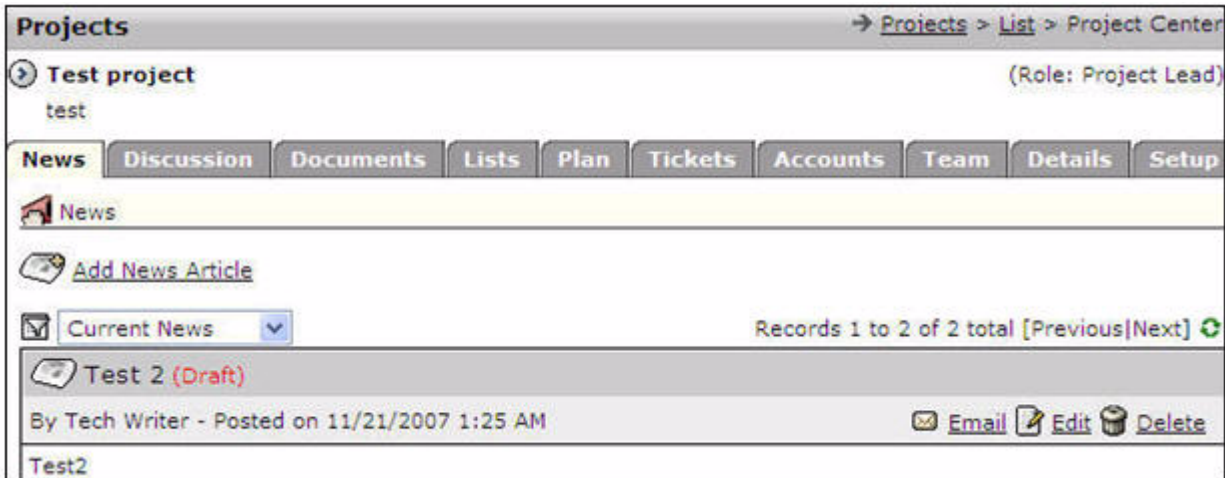 Projects Projects > List > Project Center
Test project (Role: Project Lead)
test
News Discussion Documents Lists Plan Tickets Accounts Team Details Setup
News
Add News Article
Current News Records 1 to 2 of 2 total [Previous|Next]
Test 2 (Draft)
By Tech Writer - Posted on 11/21/2007 1:25 AM Email Edit Delete
Test2